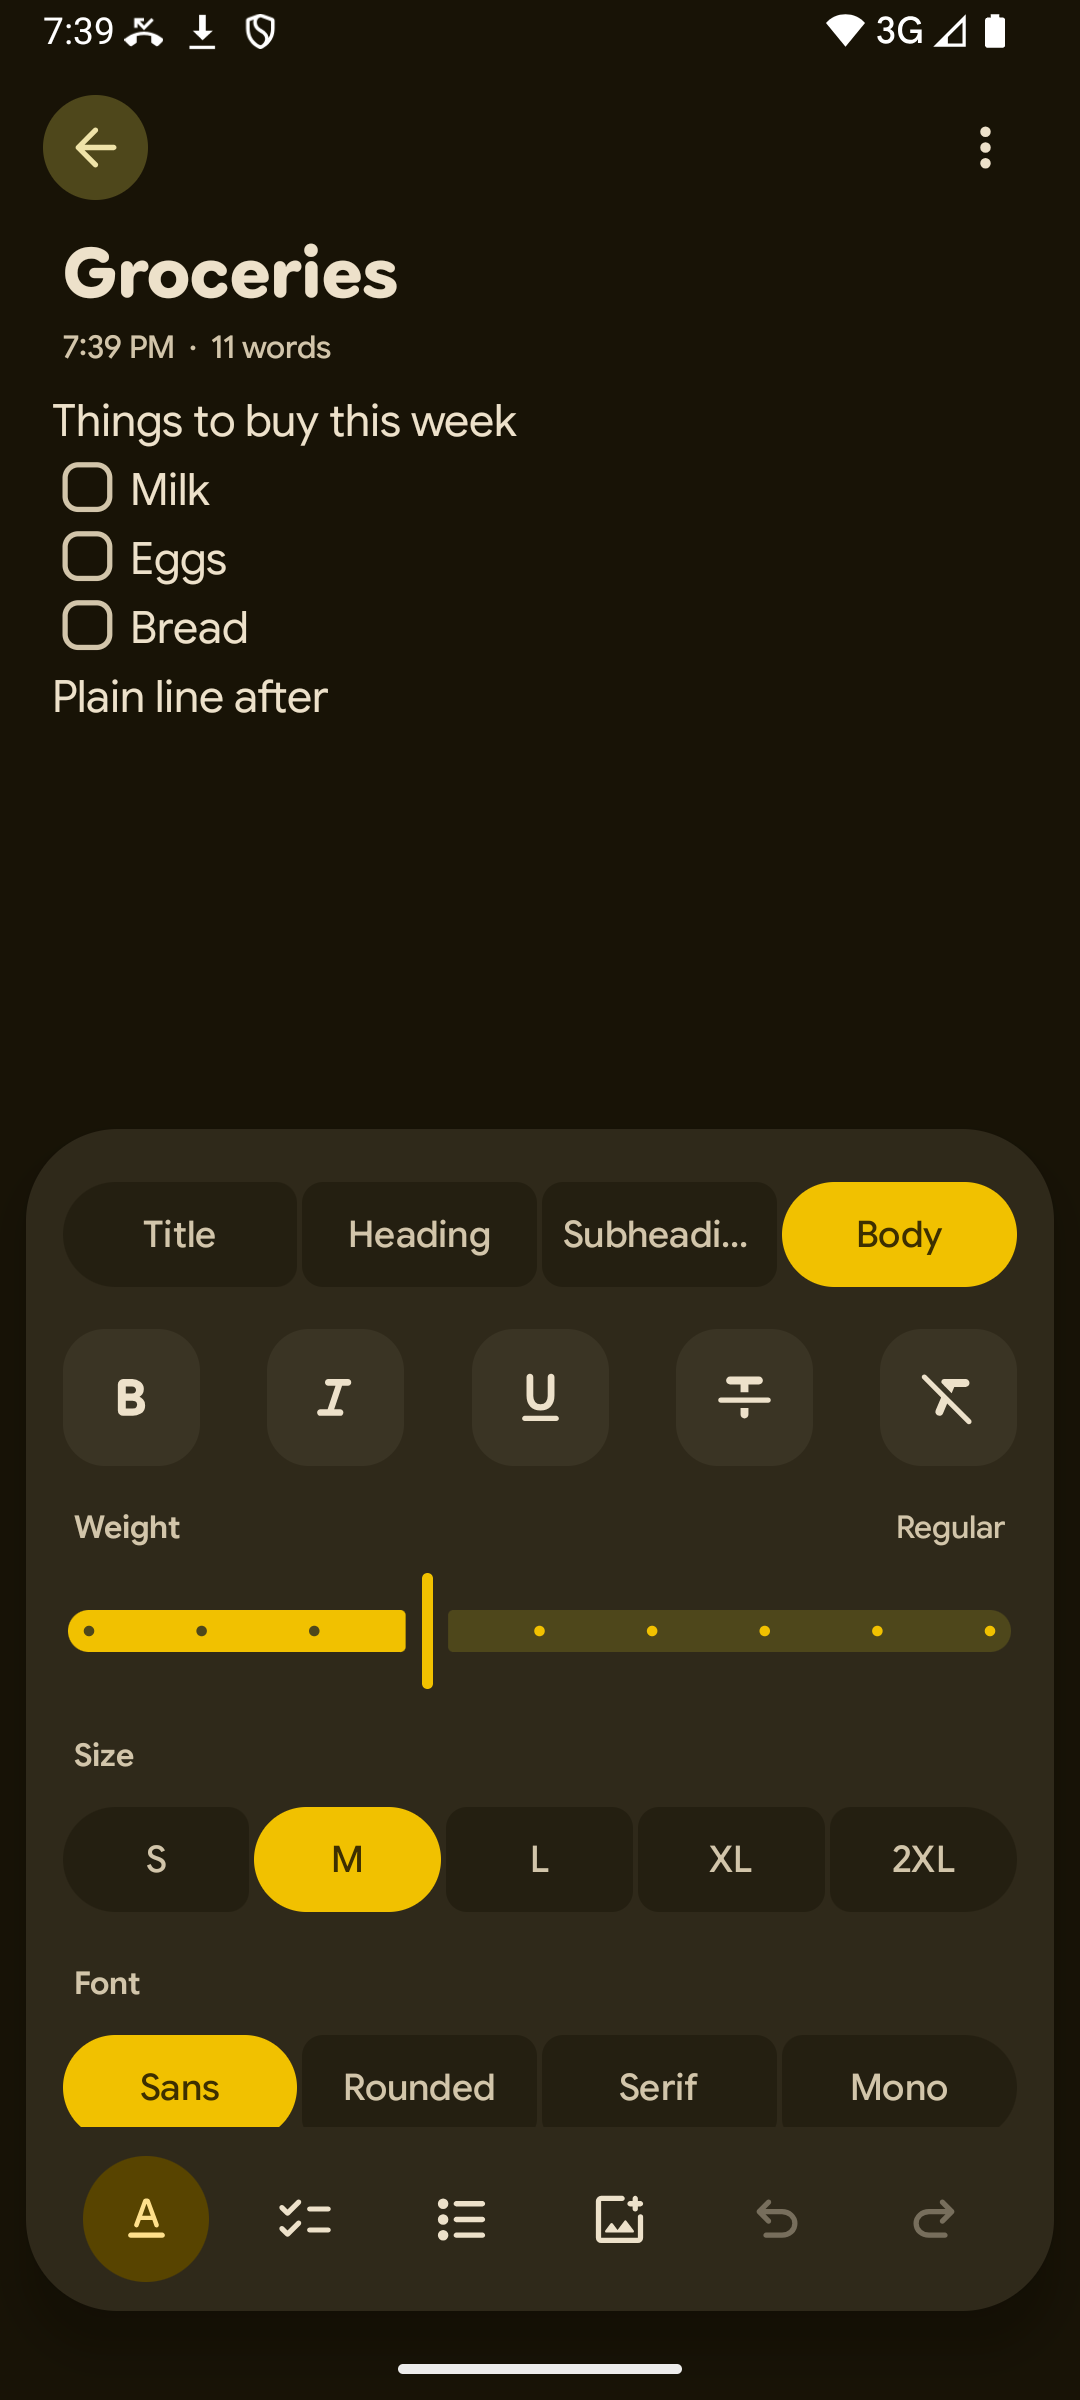 7:39
3G
Groceries
7:39 PM · 11 words
Things to buy this week
Milk
Eggs
Bread
Plain line after
Title Heading Subheadi... Body
B I U
Weight Regular
Size
S M L XL 2XL
Font
Sans Rounded Serif Mono
A